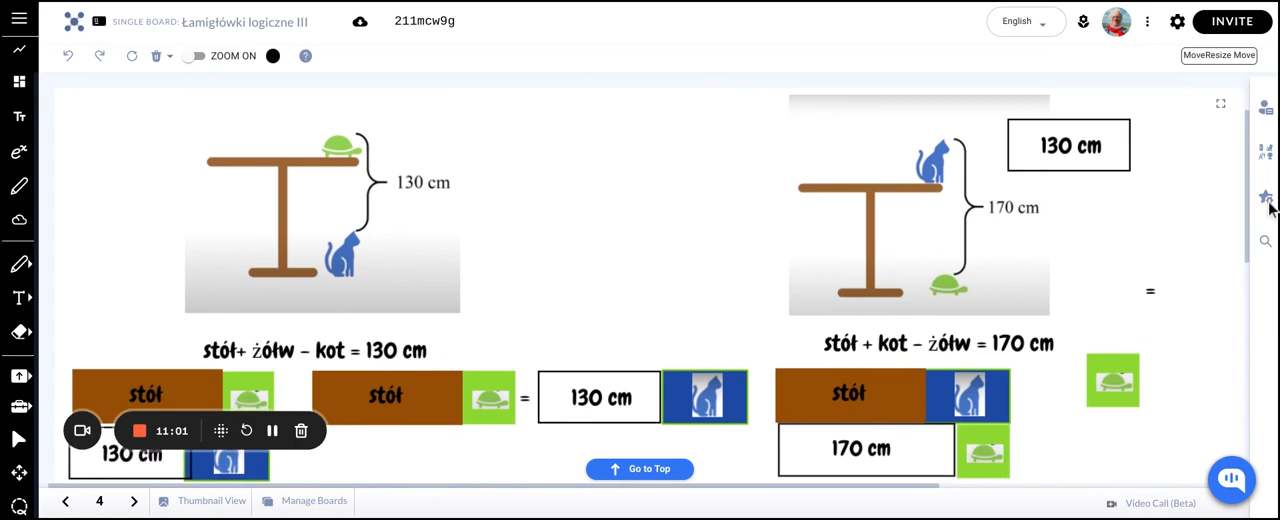 SINGLE BOARD: Łamigłówki logiczne III
211mcw9g
English
INVITE
ZOOM ON
MoveResize Move
130 cm
130 cm
170 cm
=
stół+ żółw - kot = 130 cm
stół + kot - żółw = 170 cm
stół
stół
=
130 cm
stół
11:01
130 cm
170 cm
Go to Top
4
Thumbnail View
Manage Boards
Video Call (Beta)